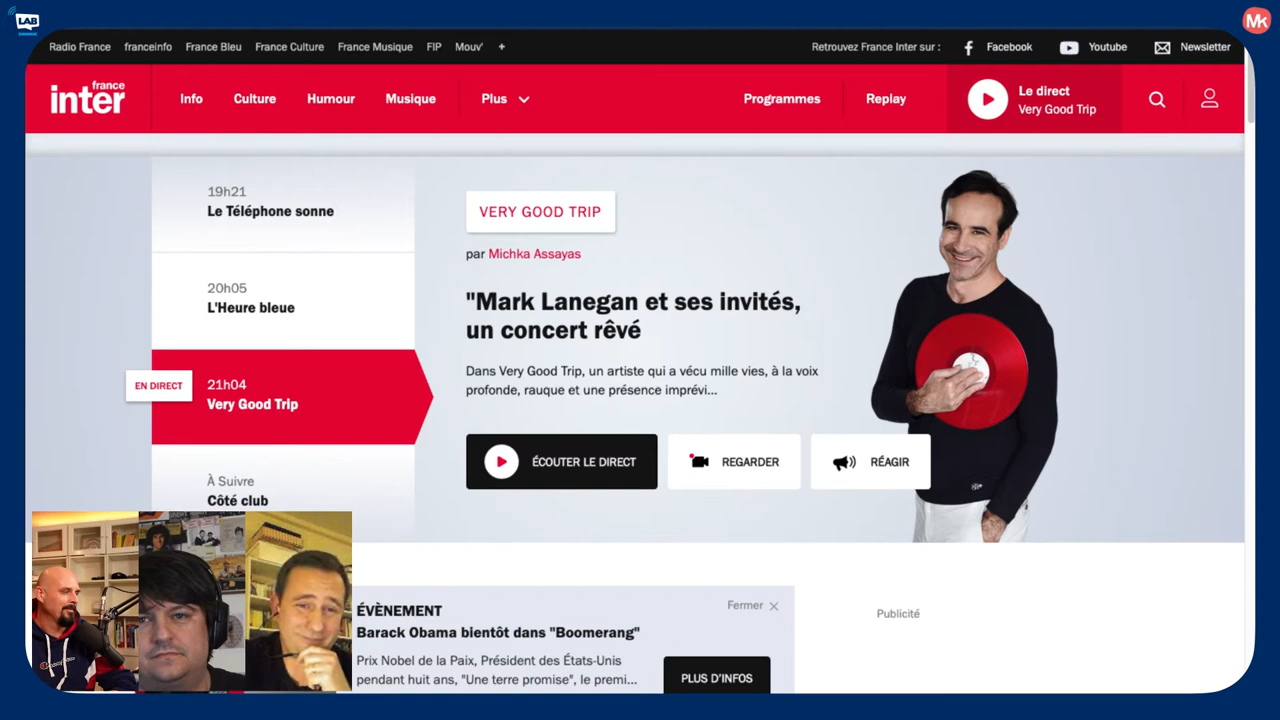 LAB
Mk
Radio France franceinfo France Bleu France Culture France Musique FIP Mouv' +
Retrouvez France Inter sur : Facebook Youtube Newsletter
france
inter
Info Culture Humour Musique Plus
Programmes Replay
Le direct
Very Good Trip
19h21
Le Téléphone sonne
20h05
L'Heure bleue
EN DIRECT
21h04
Very Good Trip
À Suivre
Côté club
VERY GOOD TRIP
par Michka Assayas
"Mark Lanegan et ses invités,
un concert rêvé
Dans Very Good Trip, un artiste qui a vécu mille vies, à la voix
profonde, rauque et une présence imprévi...
ÉCOUTER LE DIRECT
REGARDER
RÉAGIR
ÉVÈNEMENT
Fermer
Barack Obama bientôt dans "Boomerang"
Prix Nobel de la Paix, Président des États-Unis
pendant huit ans, "Une terre promise", le premi...
PLUS D'INFOS
Publicité